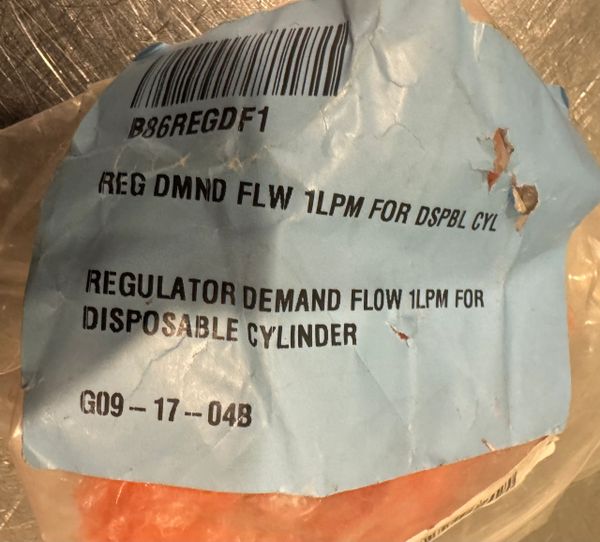 B86REGDF1
REG DMND FLW 1LPM FOR DSPBL CYL
REGULATOR DEMAND FLOW 1LPM FOR
DISPOSABLE CYLINDER
G09-17--04B